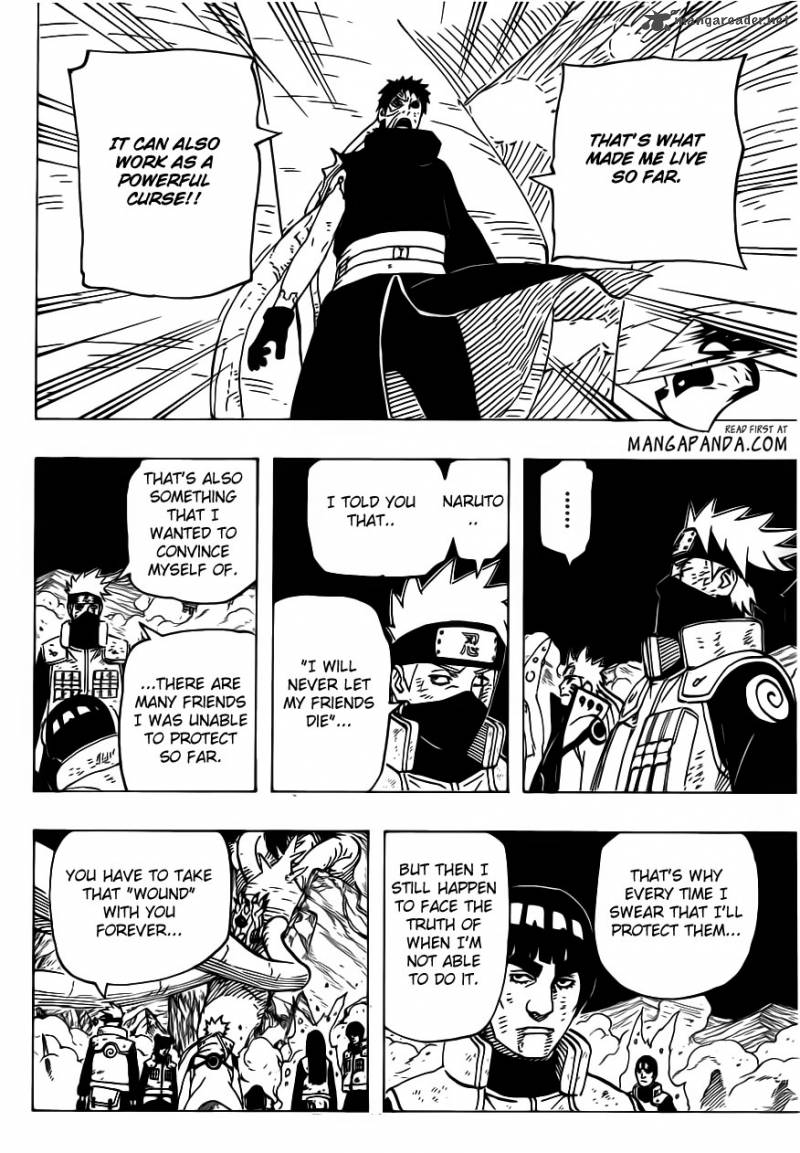 mangareader.net
THAT'S WHAT
MADE ME LIVE
SO FAR.
IT CAN ALSO
WORK AS A
POWERFUL
CURSE!!
READ FIRST AT
MANGAPANDA.COM
........
NARUTO
..
I TOLD YOU
THAT..
"I WILL
NEVER LET
MY FRIENDS
DIE"...
忍
THAT'S ALSO
SOMETHING
THAT I
WANTED TO
CONVINCE
MYSELF OF.
...THERE ARE
MANY FRIENDS
I WAS UNABLE
TO PROTECT
SO FAR.
THAT'S WHY
EVERY TIME I
SWEAR THAT I'LL
PROTECT THEM...
BUT THEN I
STILL HAPPEN
TO FACE THE
TRUTH OF
WHEN I'M
NOT ABLE
TO DO IT.
YOU HAVE TO TAKE
THAT "WOUND"
WITH YOU
FOREVER...